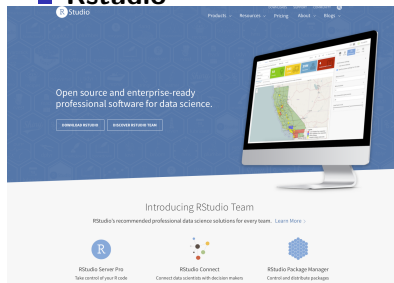 Rstudio
DOWNLOAD SUPPORT COMMUNITY
R Studio
Products Resources Pricing About Blogs
Open source and enterprise-ready
professional software for data science.
DOWNLOAD RSTUDIO DISCOVER RSTUDIO TEAM
Introducing RStudio Team
RStudio's recommended professional data science solutions for every team. Learn More >
R
RStudio Server Pro RStudio Connect RStudio Package Manager
Take control of your R code Connect data scientists with decision makers Control and distribute packages